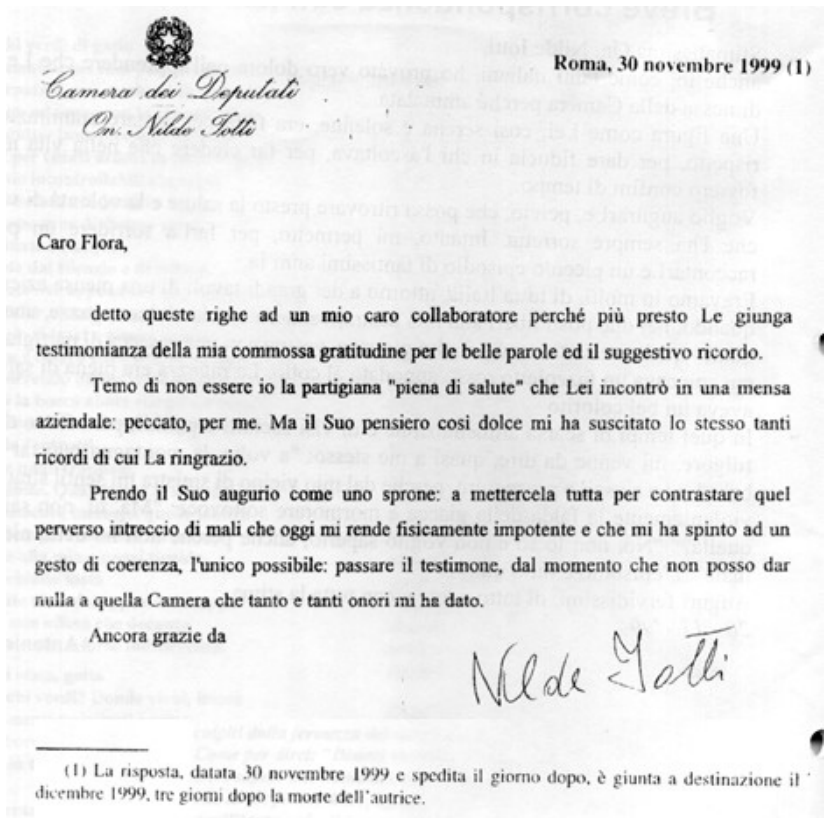 Roma, 30 novembre 1999 (1)
Camera dei Deputati
On. Nilde Iotti
Caro Flora,
detto queste righe ad un mio caro collaboratore perché più presto Le giunga
testimonianza della mia commossa gratitudine per le belle parole ed il suggestivo ricordo.
Temo di non essere io la partigiana "piena di salute" che Lei incontrò in una mensa
aziendale: peccato, per me. Ma il Suo pensiero così dolce mi ha suscitato lo stesso tanti
ricordi di cui La ringrazio.
Prendo il Suo augurio come uno sprone: a mettercela tutta per contrastare quel
perverso intreccio di mali che oggi mi rende fisicamente impotente e che mi ha spinto ad un
gesto di coerenza, l'unico possibile: passare il testimone, dal momento che non posso dar
nulla a quella Camera che tanto e tanti onori mi ha dato.
Ancora grazie da
Nilde Iotti
(1) La risposta, datata 30 novembre 1999 e spedita il giorno dopo, è giunta a destinazione il
dicembre 1999, tre giorni dopo la morte dell'autrice.